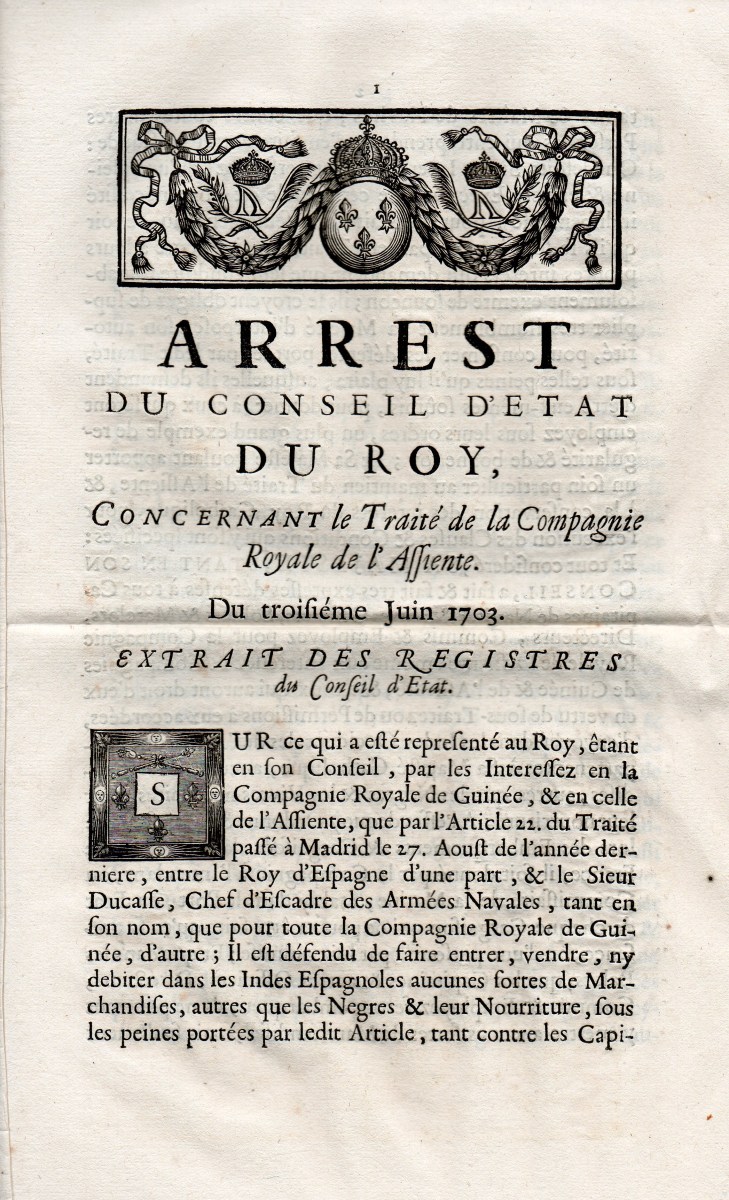 1
ARREST
DU CONSEIL D'ETAT
DU ROY,
CONCERNANT le Traité de la Compagnie
Royale de l'Aſſiente.
Du troiſiéme Juin 1703.
EXTRAIT DES REGISTRES
du Conſeil d'Etat.
SUR ce qui a eſté repreſenté au Roy, êtant
en ſon Conſeil, par les Intereſſez en la
Compagnie Royale de Guinée, & en celle
de l'Aſſiente, que par l'Article 22. du Traité
paſſé à Madrid le 27. Aouſt de l'année der-
niere, entre le Roy d'Eſpagne d'une part, & le Sieur
Ducaſſe, Chef d'Eſcadre des Armées Navales, tant en
ſon nom, que pour toute la Compagnie Royale de Gui-
née, d'autre; Il eſt défendu de faire entrer, vendre, ny
debiter dans les Indes Eſpagnoles aucunes ſortes de Mar-
chandiſes, autres que les Negres & leur Nourriture, ſous
les peines portées par ledit Article, tant contre les Capi-